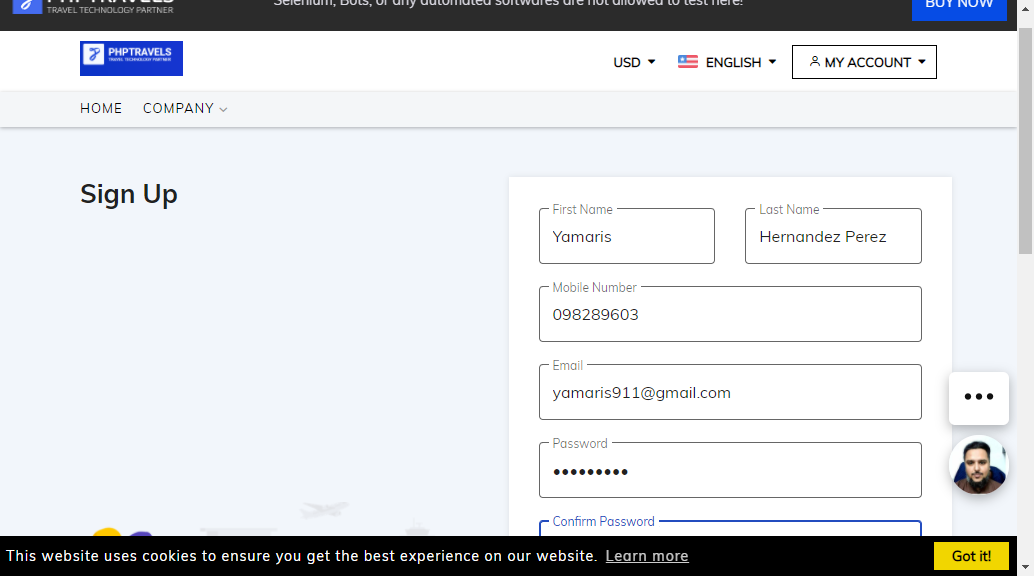 PHPTRAVELS
TRAVEL TECHNOLOGY PARTNER
Selenium, Bots, or any automated softwares are not allowed to test here!
BUY NOW
PHPTRAVELS
TRAVEL TECHNOLOGY PARTNER
USD
ENGLISH
MY ACCOUNT
HOME
COMPANY
Sign Up
First Name
Yamaris
Last Name
Hernandez Perez
Mobile Number
098289603
Email
yamaris911@gmail.com
Password
•••••••••
Confirm Password
This website uses cookies to ensure you get the best experience on our website. Learn more
Got it!